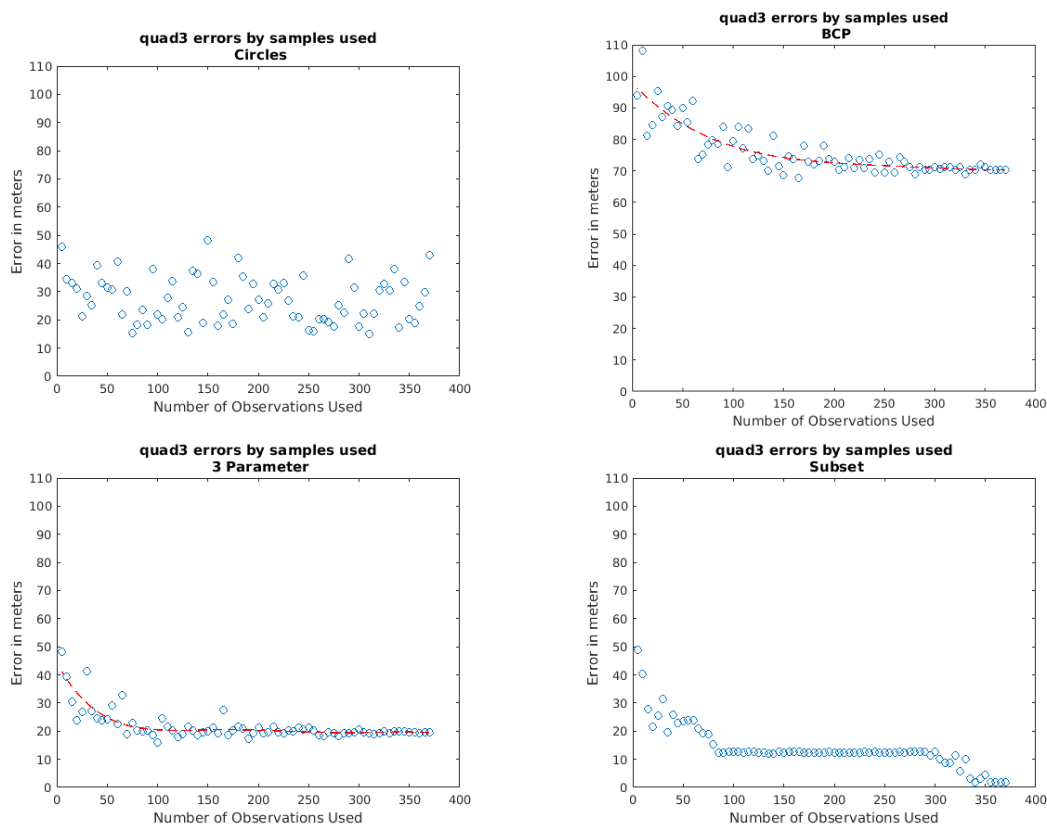 quad3 errors by samples used
Circles
110
100
90
80
70
60
50
40
30
20
10
0
Error in meters
0 50 100 150 200 250 300 350 400
Number of Observations Used
quad3 errors by samples used
BCP
110
100
90
80
70
60
50
40
30
20
10
0
Error in meters
0 50 100 150 200 250 300 350 400
Number of Observations Used
quad3 errors by samples used
3 Parameter
110
100
90
80
70
60
50
40
30
20
10
0
Error in meters
0 50 100 150 200 250 300 350 400
Number of Observations Used
quad3 errors by samples used
Subset
110
100
90
80
70
60
50
40
30
20
10
0
Error in meters
0 50 100 150 200 250 300 350 400
Number of Observations Used